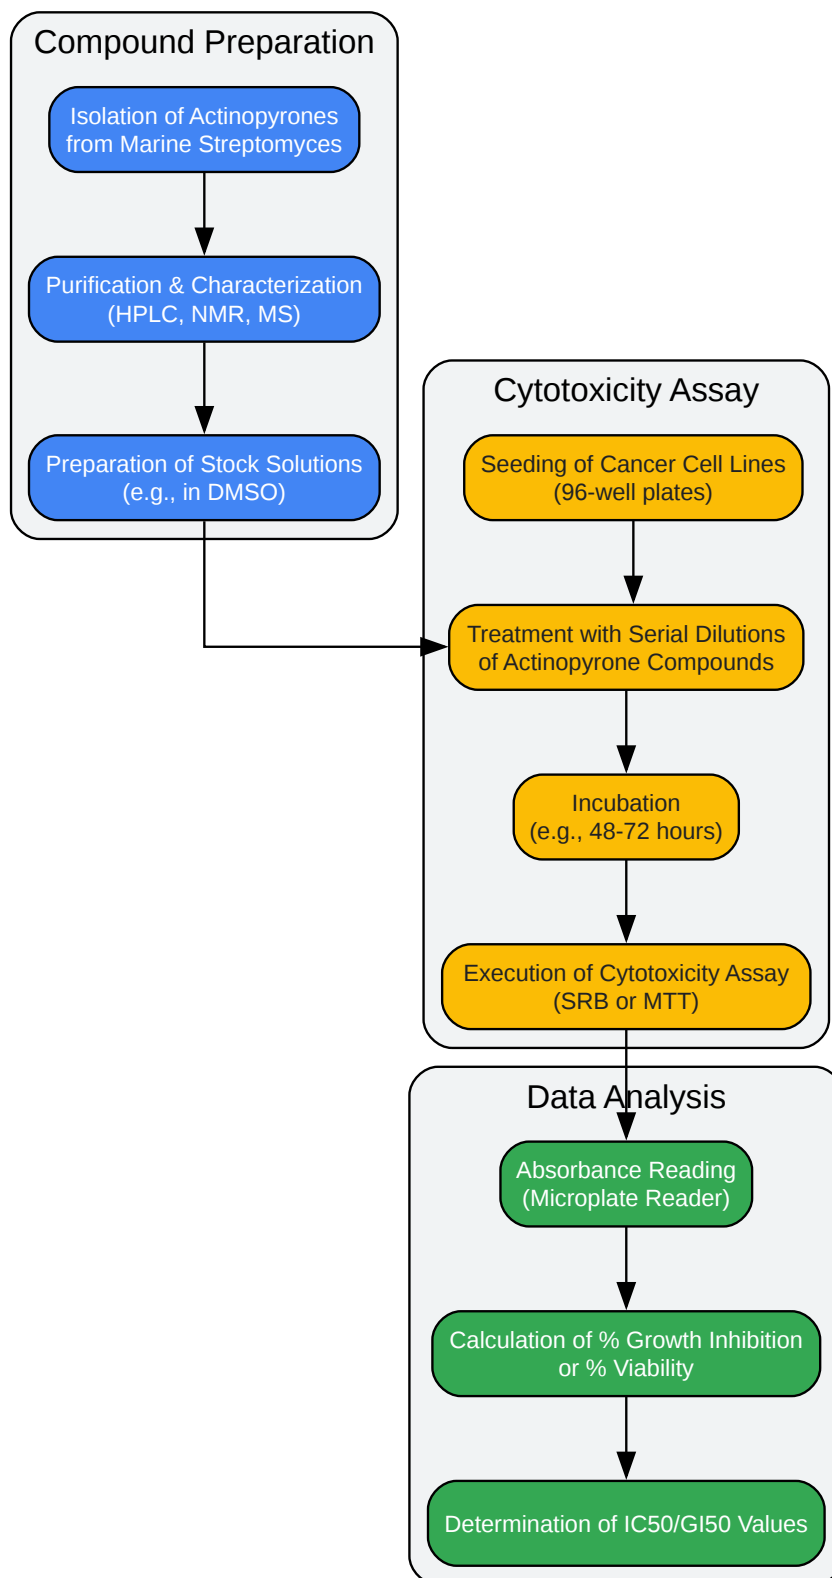 Compound Preparation
Isolation of Actinopyrones
from Marine Streptomyces
Purification & Characterization
(HPLC, NMR, MS)
Preparation of Stock Solutions
(e.g., in DMSO)
Cytotoxicity Assay
Seeding of Cancer Cell Lines
(96-well plates)
Treatment with Serial Dilutions
of Actinopyrone Compounds
Incubation
(e.g., 48-72 hours)
Execution of Cytotoxicity Assay
(SRB or MTT)
Data Analysis
Absorbance Reading
(Microplate Reader)
Calculation of % Growth Inhibition
or % Viability
Determination of IC50/GI50 Values